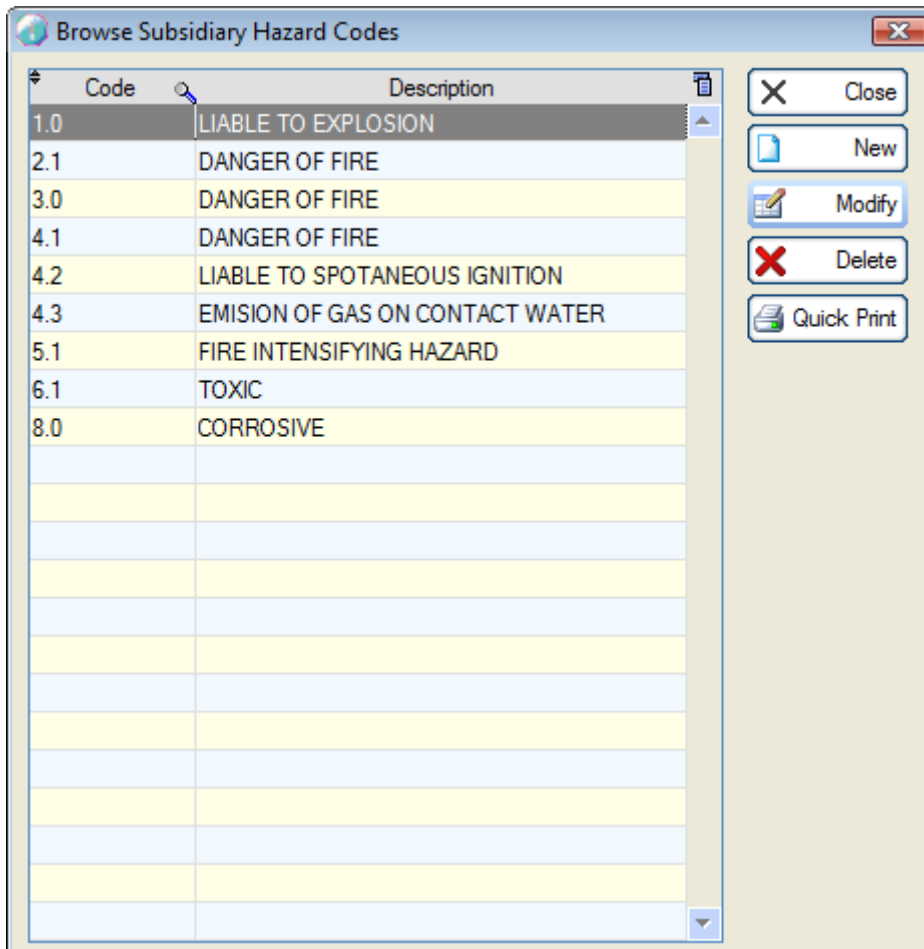 Browse Subsidiary Hazard Codes
Code Description
1.0 LIABLE TO EXPLOSION
2.1 DANGER OF FIRE
3.0 DANGER OF FIRE
4.1 DANGER OF FIRE
4.2 LIABLE TO SPOTANEOUS IGNITION
4.3 EMISION OF GAS ON CONTACT WATER
5.1 FIRE INTENSIFYING HAZARD
6.1 TOXIC
8.0 CORROSIVE
Close
New
Modify
Delete
Quick Print